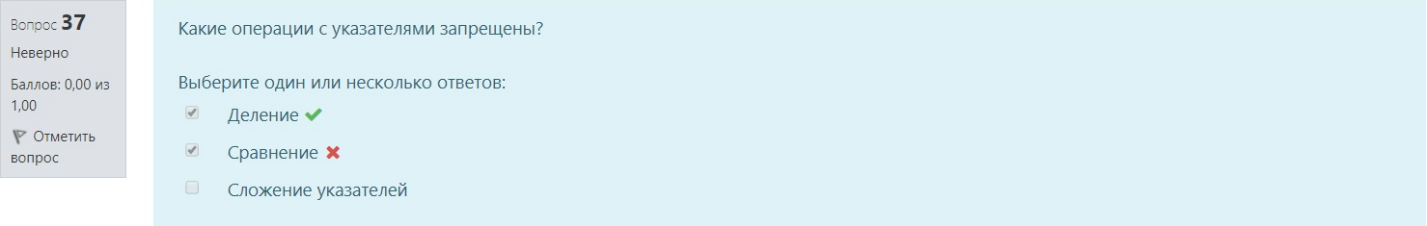 Вопрос 37
Неверно
Баллов: 0,00 из
1,00
Отметить
вопрос
Какие операции с указателями запрещены?
Выберите один или несколько ответов:
Деление
Сравнение
Сложение указателей